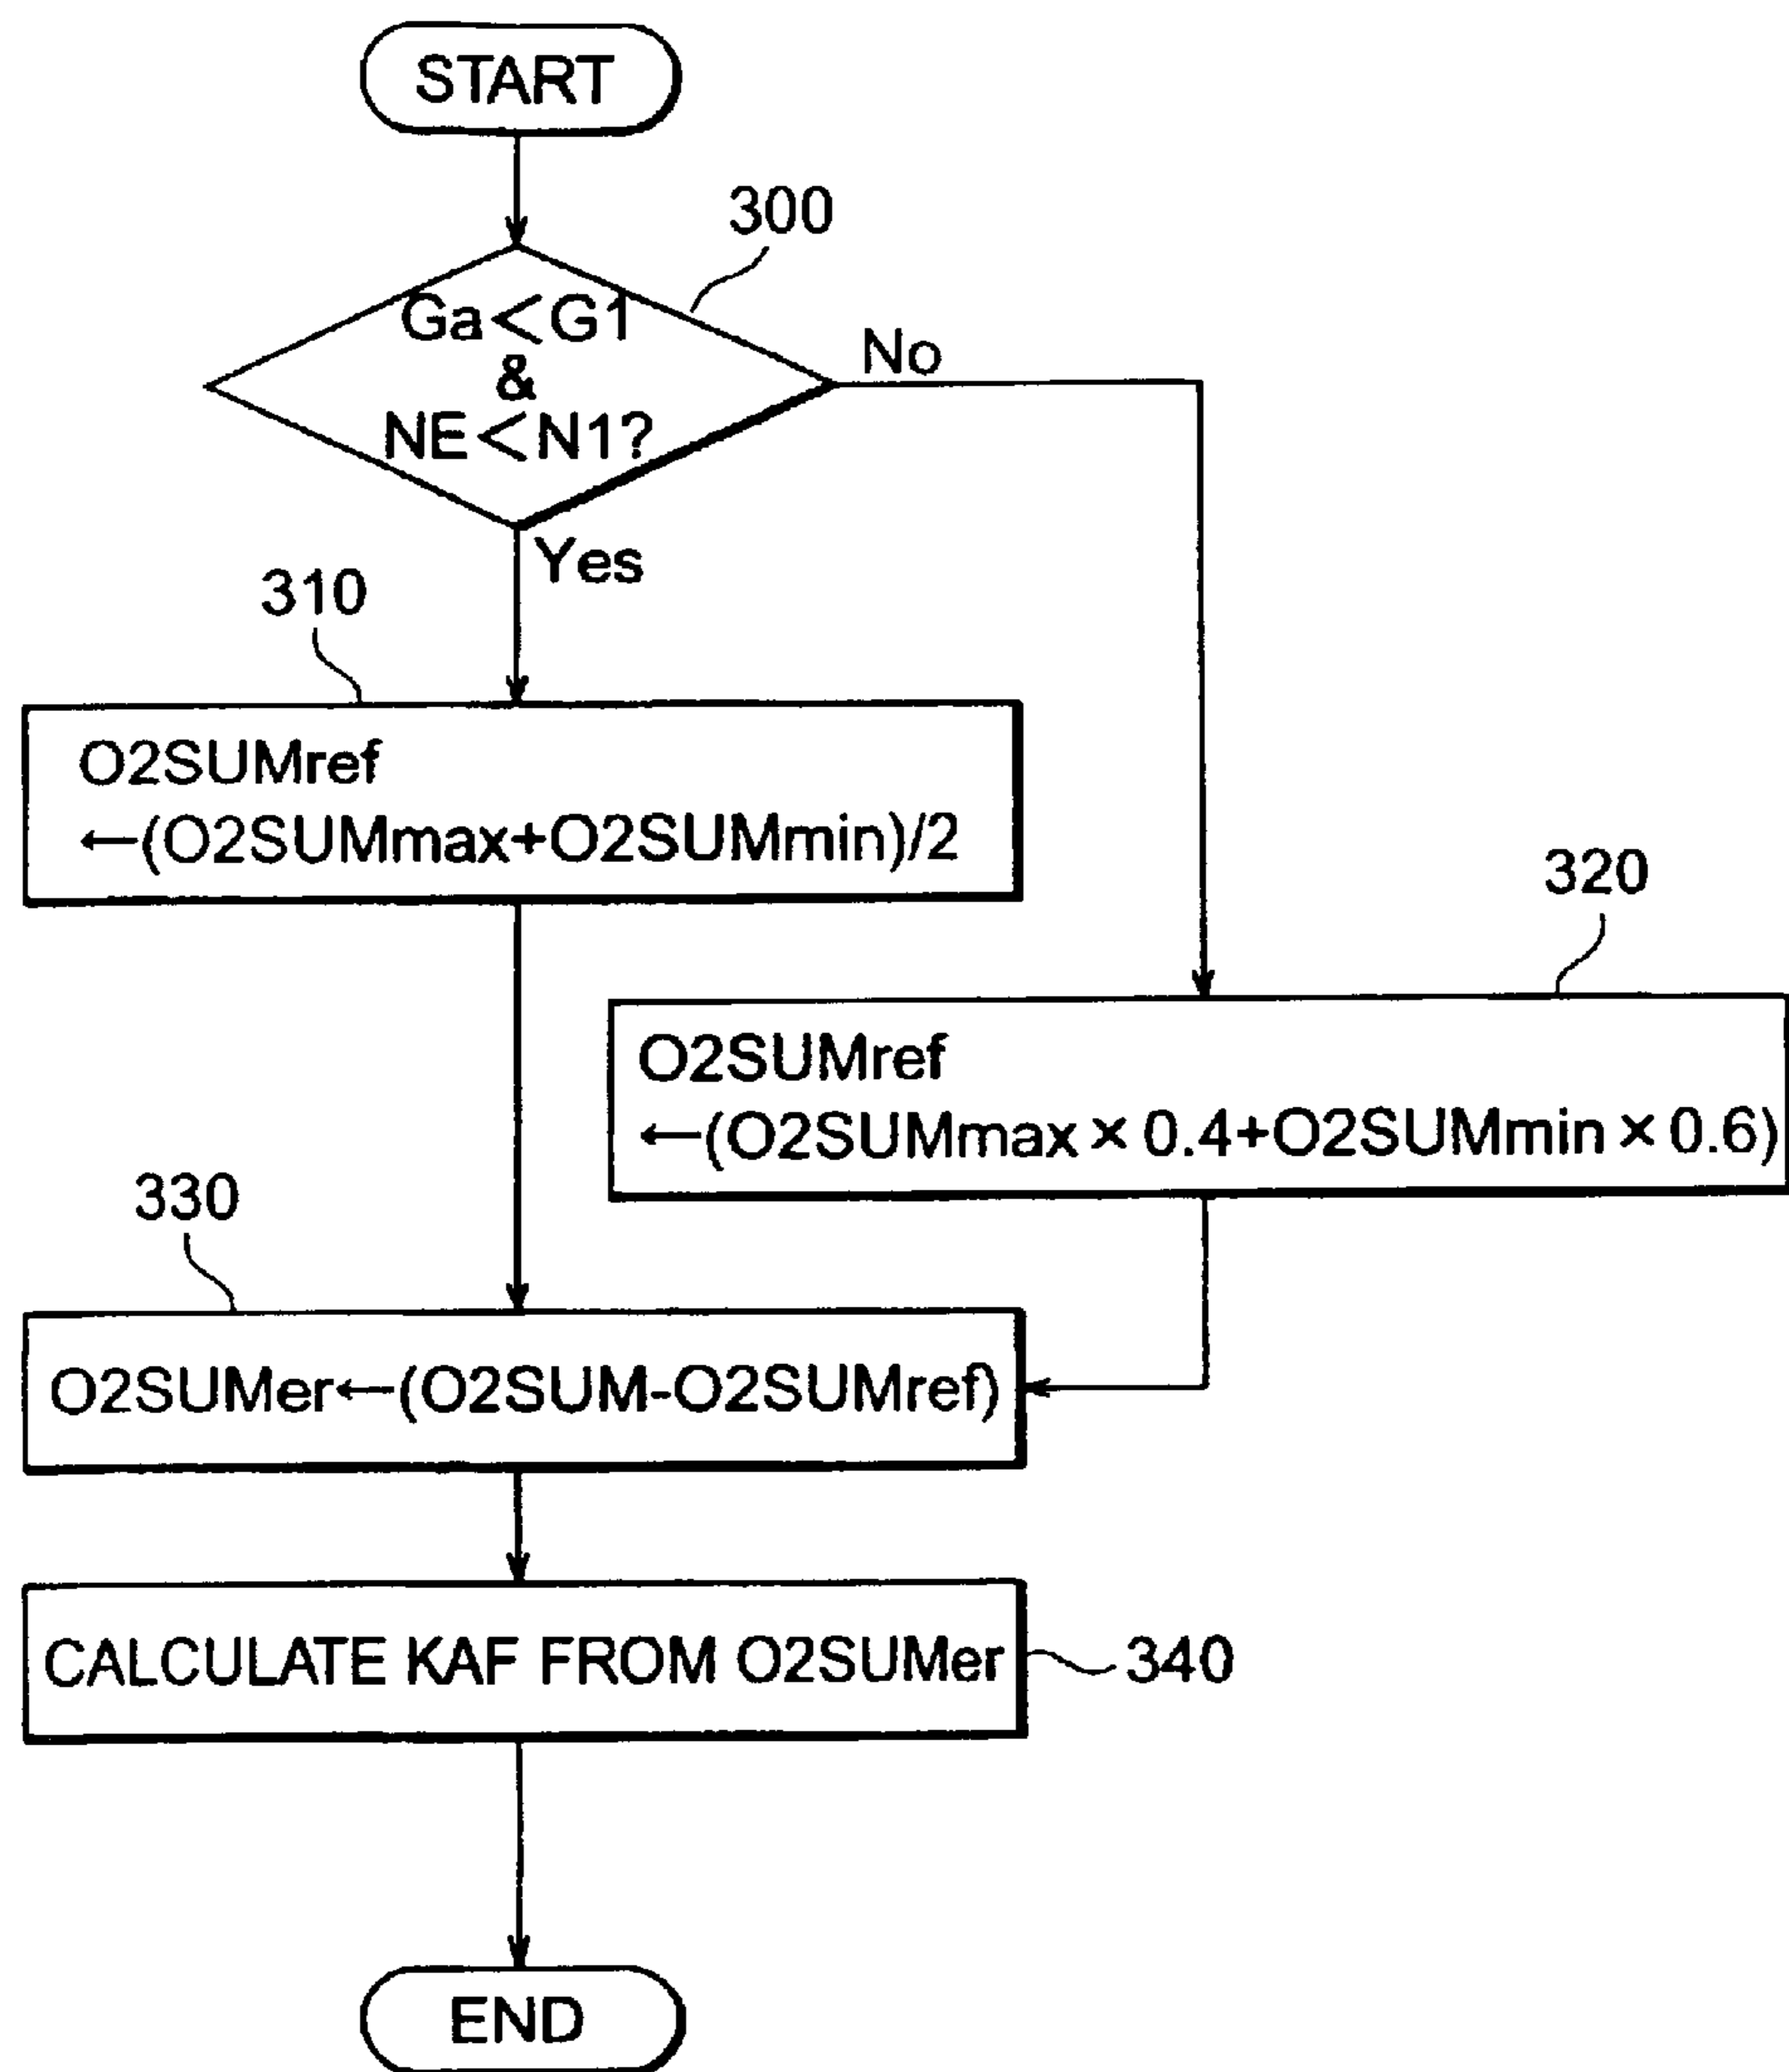 START
300
Ga<G1
&
NE<N1?
No
Yes
310
O2SUMref
←(O2SUMmax+O2SUMmin)/2
320
O2SUMref
←(O2SUMmax×0.4+O2SUMmin×0.6)
330
O2SUMer←(O2SUM-O2SUMref)
CALCULATE KAF FROM O2SUMer
340
END